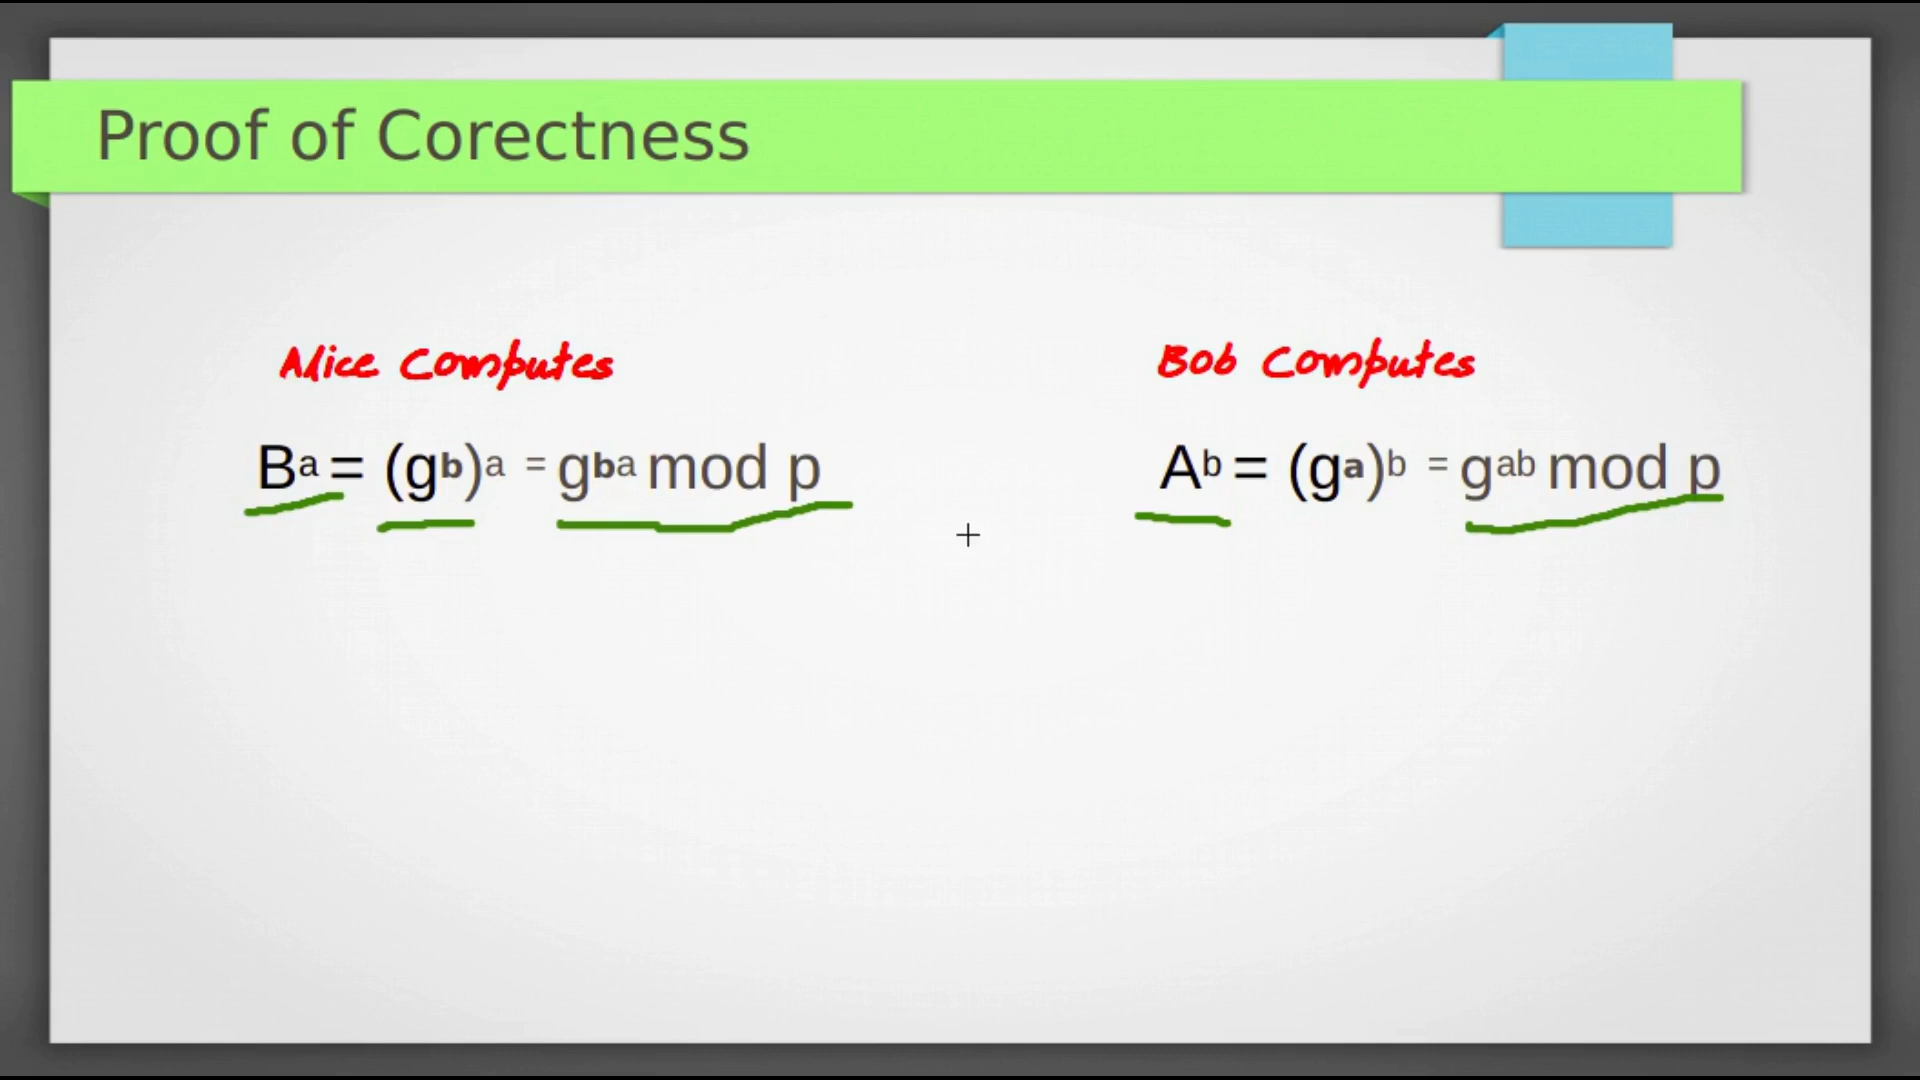 Proof of Corectness
Alice Computes
Bob Computes
Bᵃ = (gᵇ)ᵃ = gᵇᵃ mod p
Aᵇ = (gᵃ)ᵇ = gᵃᵇ mod p